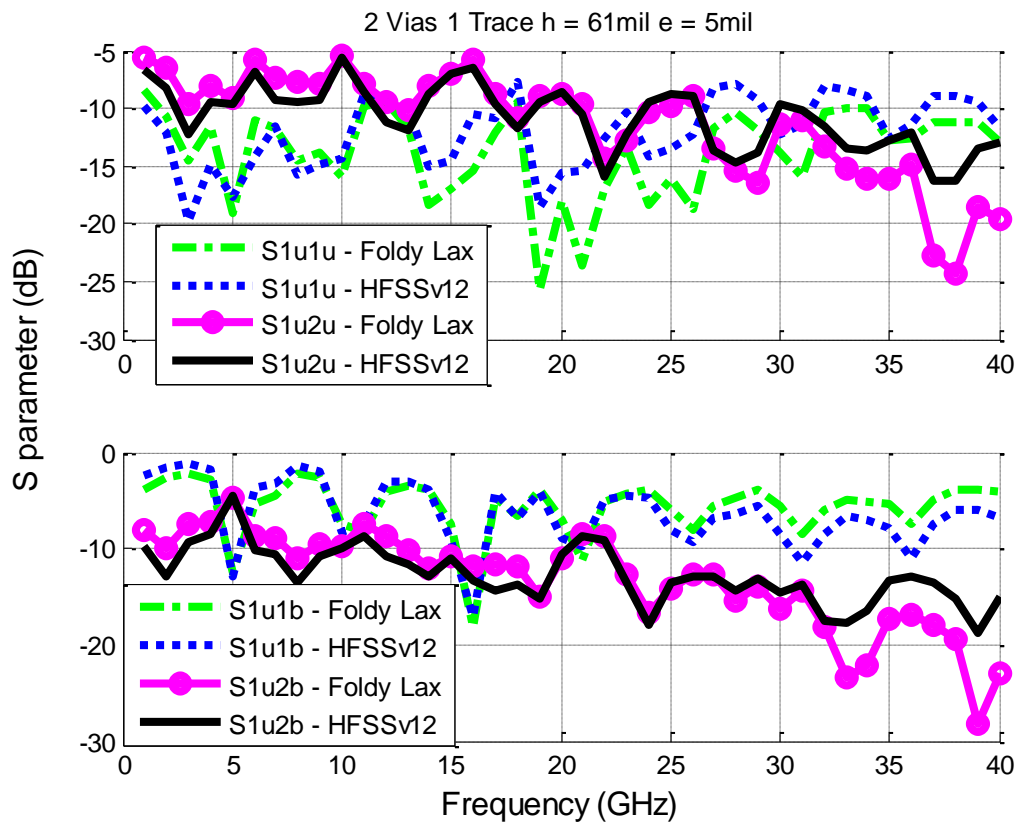 2 Vias 1 Trace h = 61mil e = 5mil
-5
-10
-15
-20
-25
-30
0
20
25
30
35
40
S1u1u - Foldy Lax
S1u1u - HFSSv12
S1u2u - Foldy Lax
S1u2u - HFSSv12
S parameter (dB)
0
-10
-20
-30
0
5
10
15
20
25
30
35
40
S1u1b - Foldy Lax
S1u1b - HFSSv12
S1u2b - Foldy Lax
S1u2b - HFSSv12
Frequency (GHz)